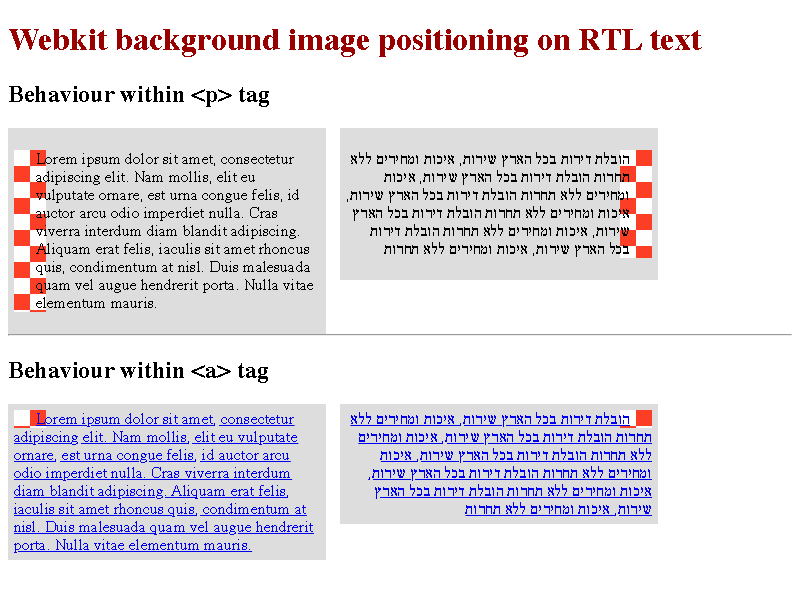 Webkit background image positioning on RTL text
Behaviour within <p> tag
Lorem ipsum dolor sit amet, consectetur
adipiscing elit. Nam mollis, elit eu
vulputate ornare, est urna congue felis, id
auctor arcu odio imperdiet nulla. Cras
viverra interdum diam blandit adipiscing.
Aliquam erat felis, iaculis sit amet rhoncus
quis, condimentum at nisl. Duis malesuada
quam vel augue hendrerit porta. Nulla vitae
elementum mauris.
הובלת דירות בכל הארץ שירות, איכות ומחירים ללא
תחרות הובלת דירות בכל הארץ שירות, איכות
ומחירים ללא תחרות הובלת דירות בכל הארץ שירות,
איכות ומחירים ללא תחרות הובלת דירות בכל הארץ
שירות, איכות ומחירים ללא תחרות הובלת דירות
בכל הארץ שירות, איכות ומחירים ללא תחרות
Behaviour within <a> tag
Lorem ipsum dolor sit amet, consectetur
adipiscing elit. Nam mollis, elit eu vulputate
ornare, est urna congue felis, id auctor arcu
odio imperdiet nulla. Cras viverra interdum
diam blandit adipiscing. Aliquam erat felis,
iaculis sit amet rhoncus quis, condimentum at
nisl. Duis malesuada quam vel augue hendrerit
porta. Nulla vitae elementum mauris.
הובלת דירות בכל הארץ שירות, איכות ומחירים ללא
תחרות הובלת דירות בכל הארץ שירות, איכות ומחירים
ללא תחרות הובלת דירות בכל הארץ שירות, איכות
ומחירים ללא תחרות הובלת דירות בכל הארץ שירות,
איכות ומחירים ללא תחרות הובלת דירות בכל הארץ
שירות, איכות ומחירים ללא תחרות